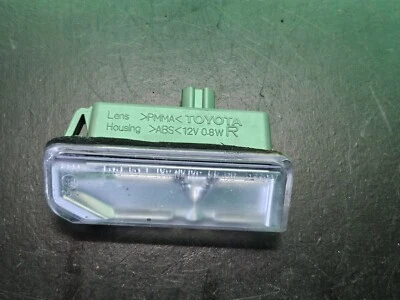 Lens >PMMA< TOYOTA
Housing >ABS< 12V 0.8W R